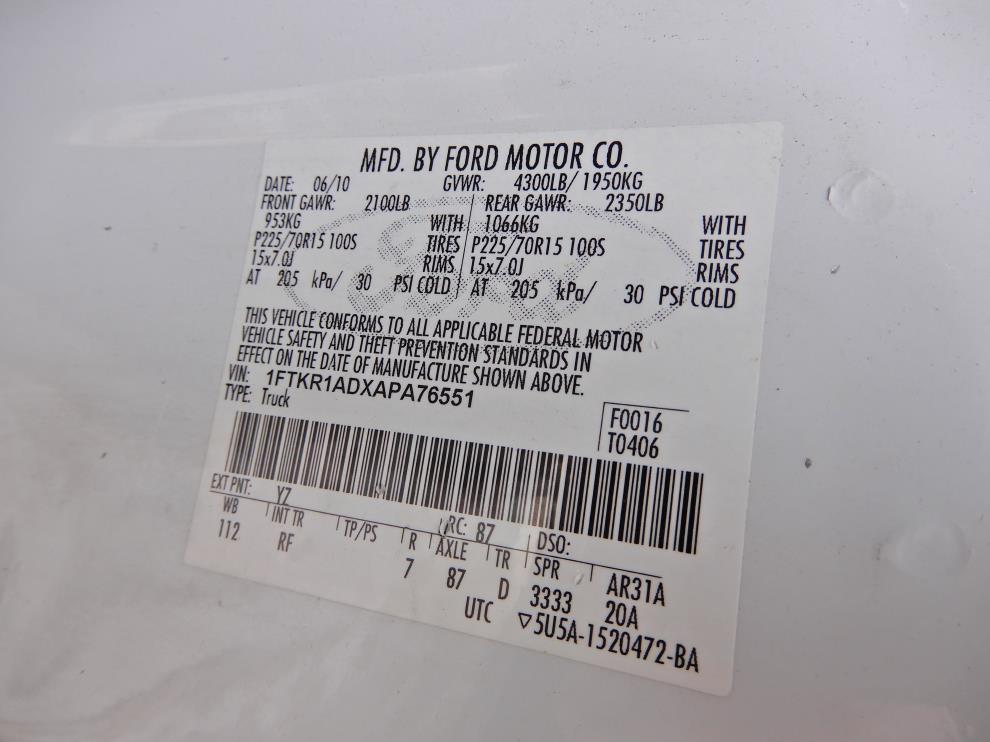 MFD. BY FORD MOTOR CO.
DATE: 06/10 GVWR: 4300LB/ 1950KG
FRONT GAWR: 2100LB REAR GAWR: 2350LB
953KG WITH 1066KG WITH
P225/70R15 100S TIRES P225/70R15 100S TIRES
15x7.0J RIMS 15x7.0J RIMS
AT 205 kPa/ 30 PSI COLD AT 205 kPa/ 30 PSI COLD
Ford
THIS VEHICLE CONFORMS TO ALL APPLICABLE FEDERAL MOTOR
VEHICLE SAFETY AND THEFT PREVENTION STANDARDS IN
EFFECT ON THE DATE OF MANUFACTURE SHOWN ABOVE.
VIN: 1FTKR1ADXAPA76551
TYPE: Truck
F0016
T0406
EXT PNT: YZ RC: 87 DSO:
WB INT TR TP/PS R AXLE TR SPR AR31A
112 RF 7 87 D 3333 20A
UTC ▽5U5A-1520472-BA